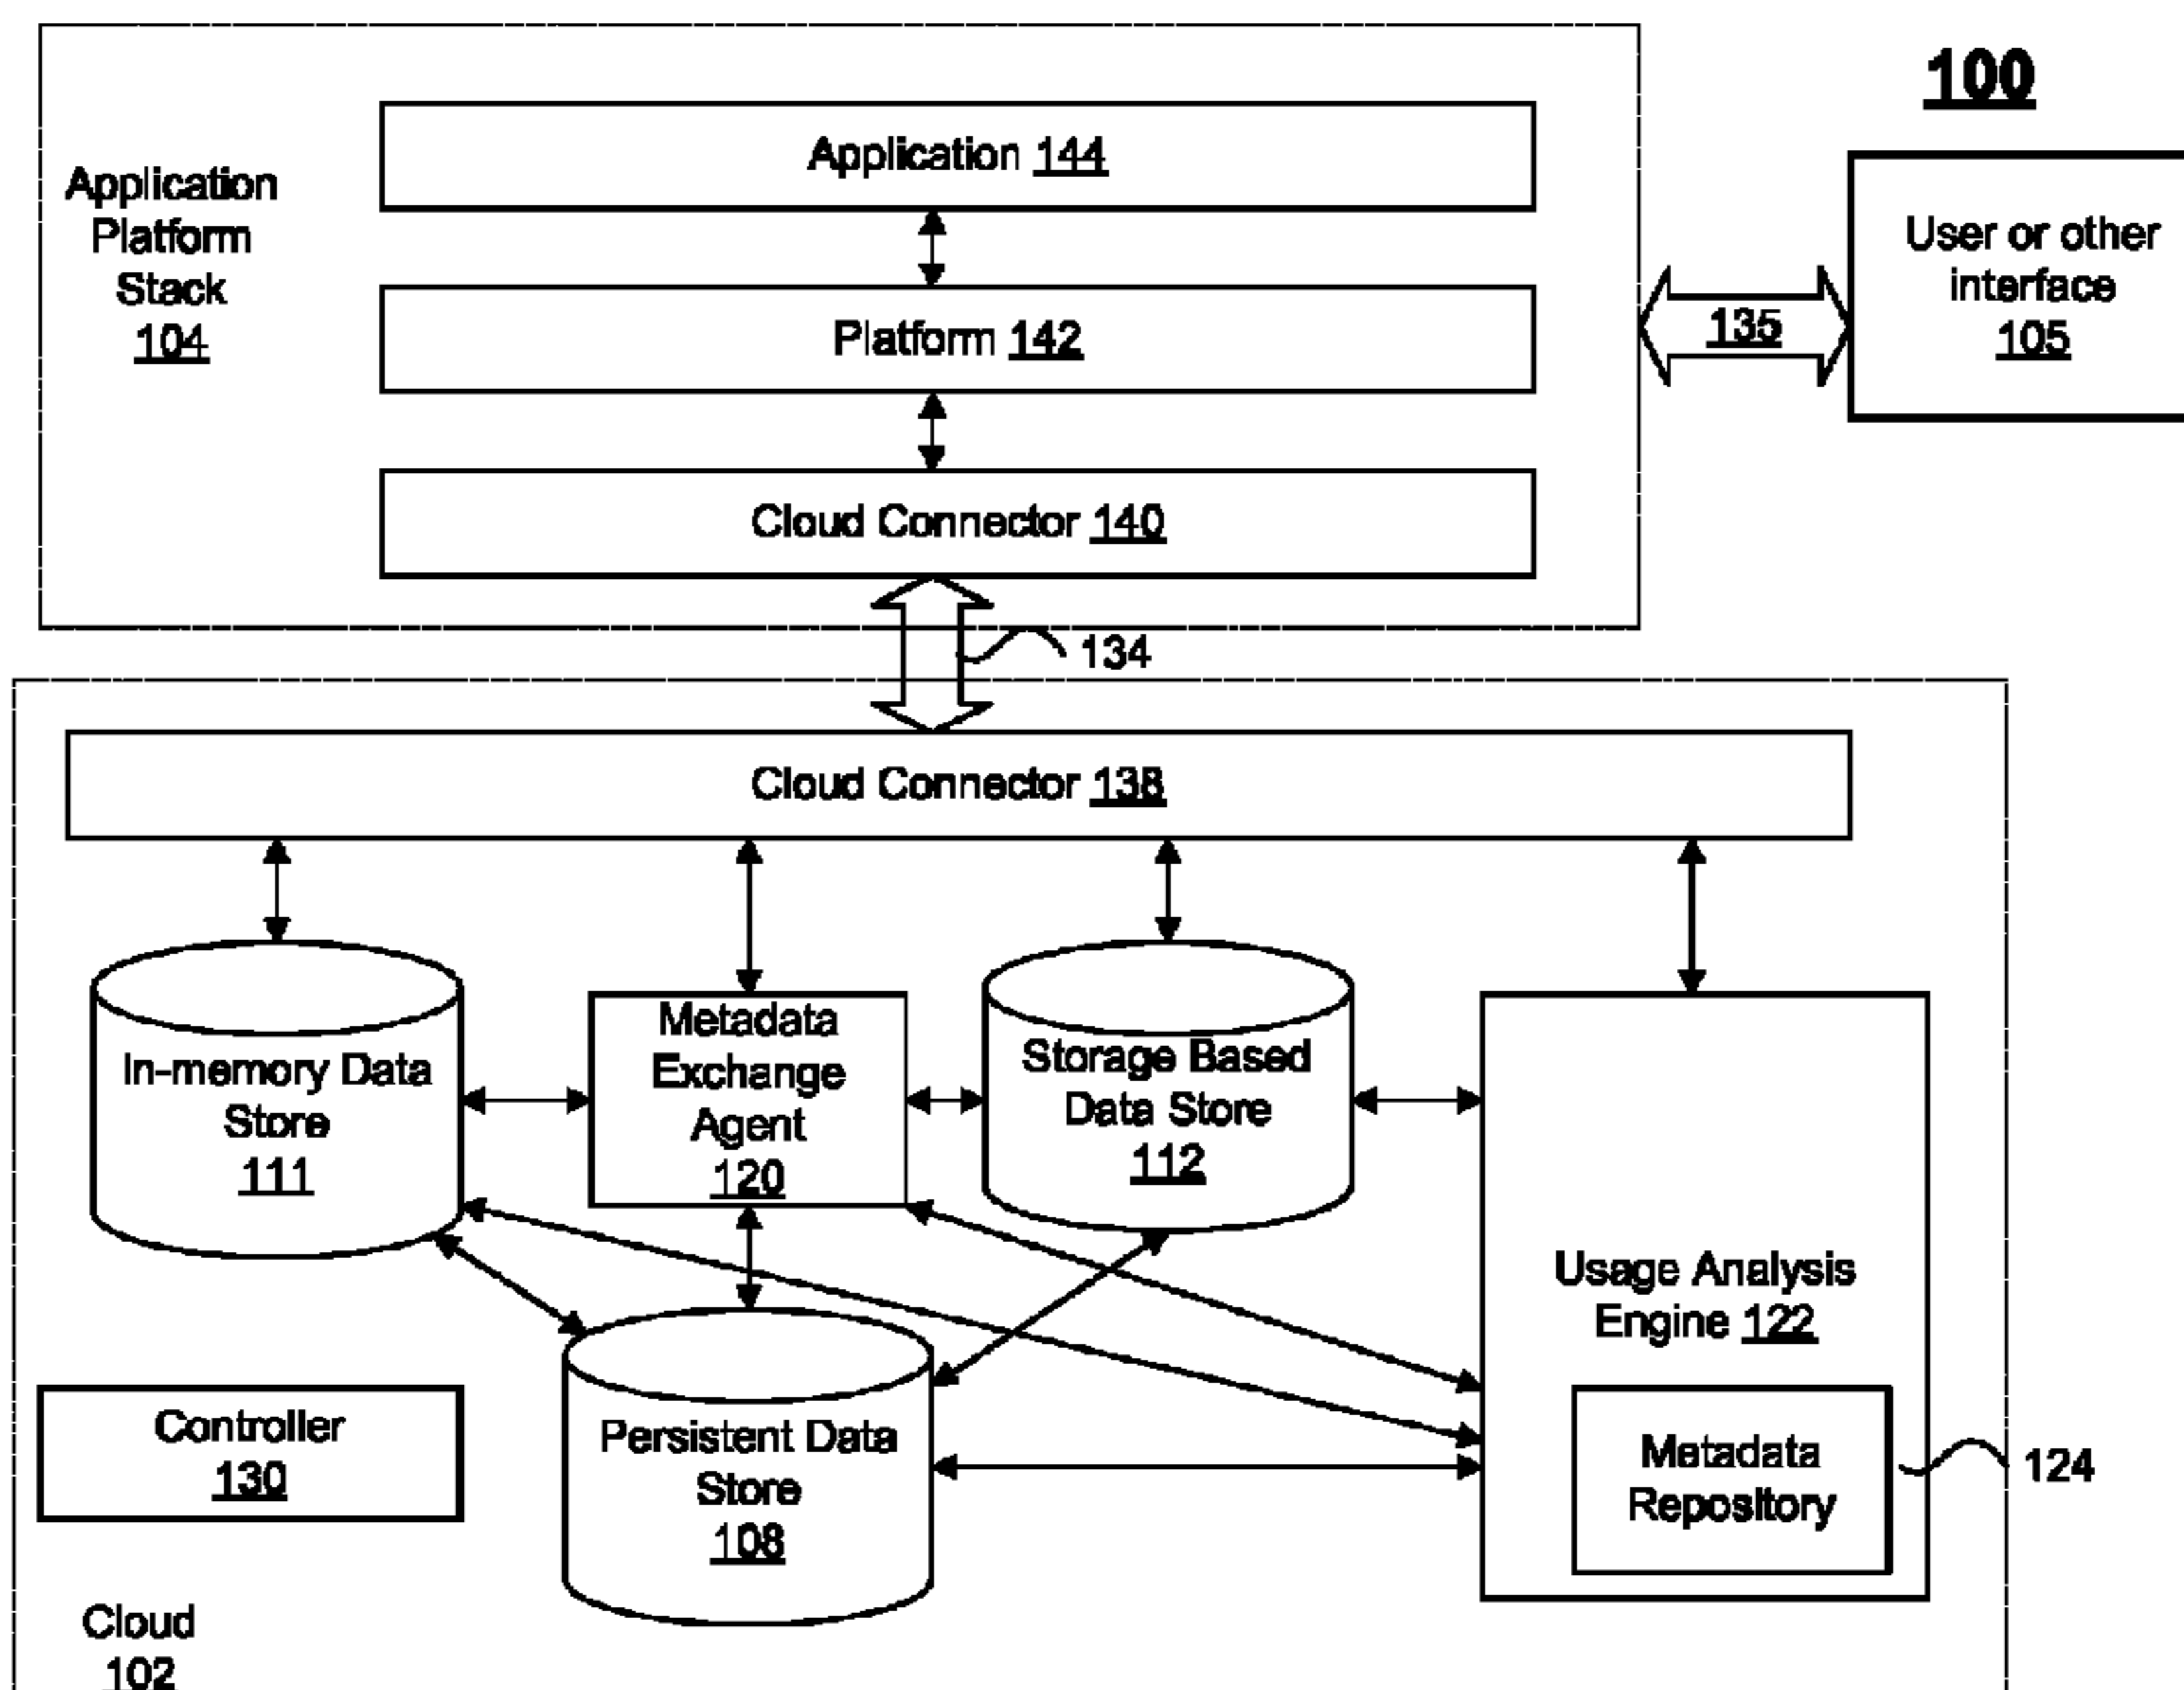 100
Application 144
Application
Platform
Stack
104
Platform 142
Cloud Connector 140
135
User or other
interface
105
134
Cloud Connector 138
In-memory Data
Store
111
Metadata
Exchange
Agent
120
Storage Based
Data Store
112
Usage Analysis
Engine 122
Metadata
Repository
124
Persistent Data
Store
108
Controller
130
Cloud
102